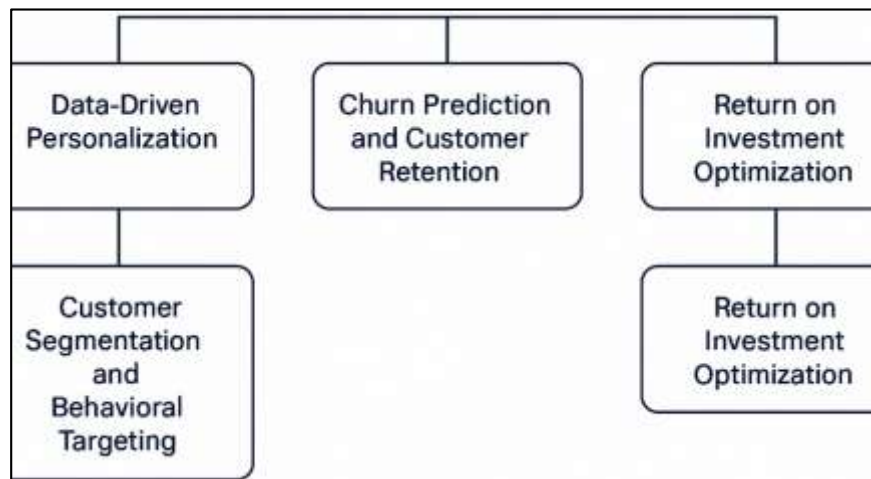 Data-Driven
Personalization
Churn Prediction
and Customer
Retention
Return on
Investment
Optimization
Customer
Segmentation
and
Behavioral
Targeting
Return on
Investment
Optimization